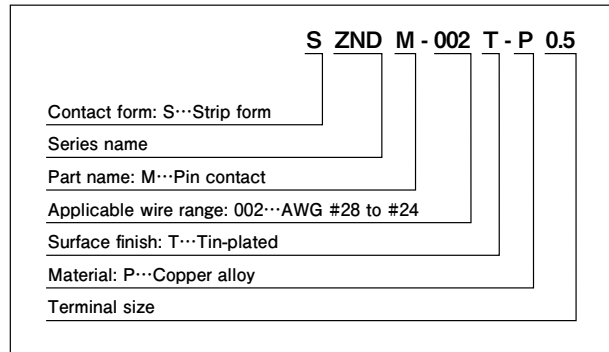 S ZND M - 002 T - P 0.5
Contact form: S···Strip form
Series name
Part name: M···Pin contact
Applicable wire range: 002···AWG #28 to #24
Surface finish: T···Tin-plated
Material: P···Copper alloy
Terminal size